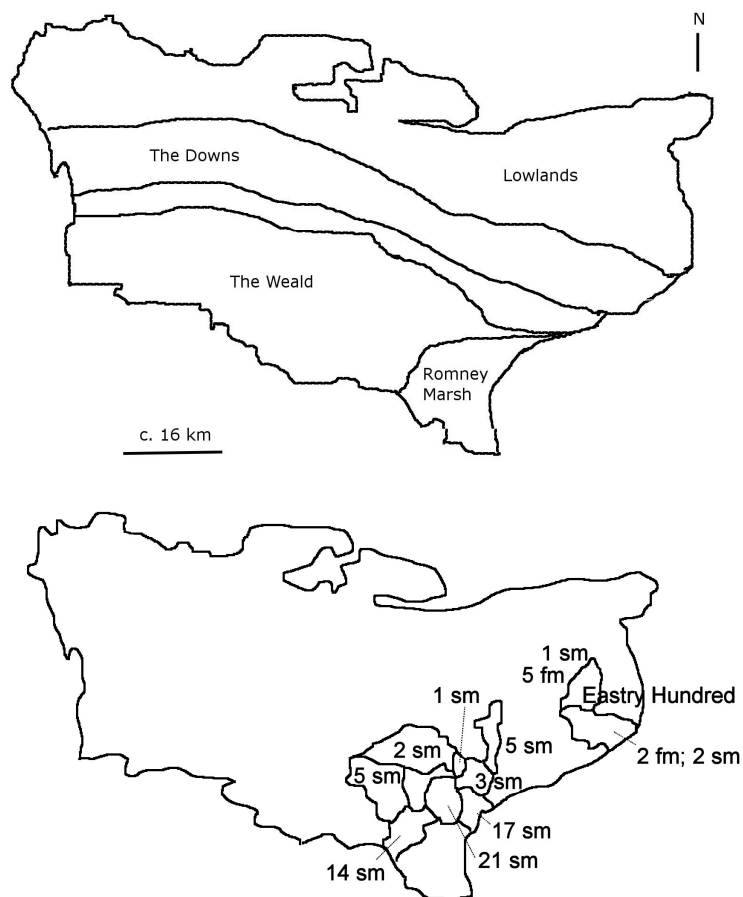 N
The Downs
Lowlands
The Weald
Romney
Marsh
c. 16 km
1 sm
5 fm
Eastry Hundred
1 sm
2 sm
5 sm
2 fm; 2 sm
5 sm
3 sm
17 sm
21 sm
14 sm